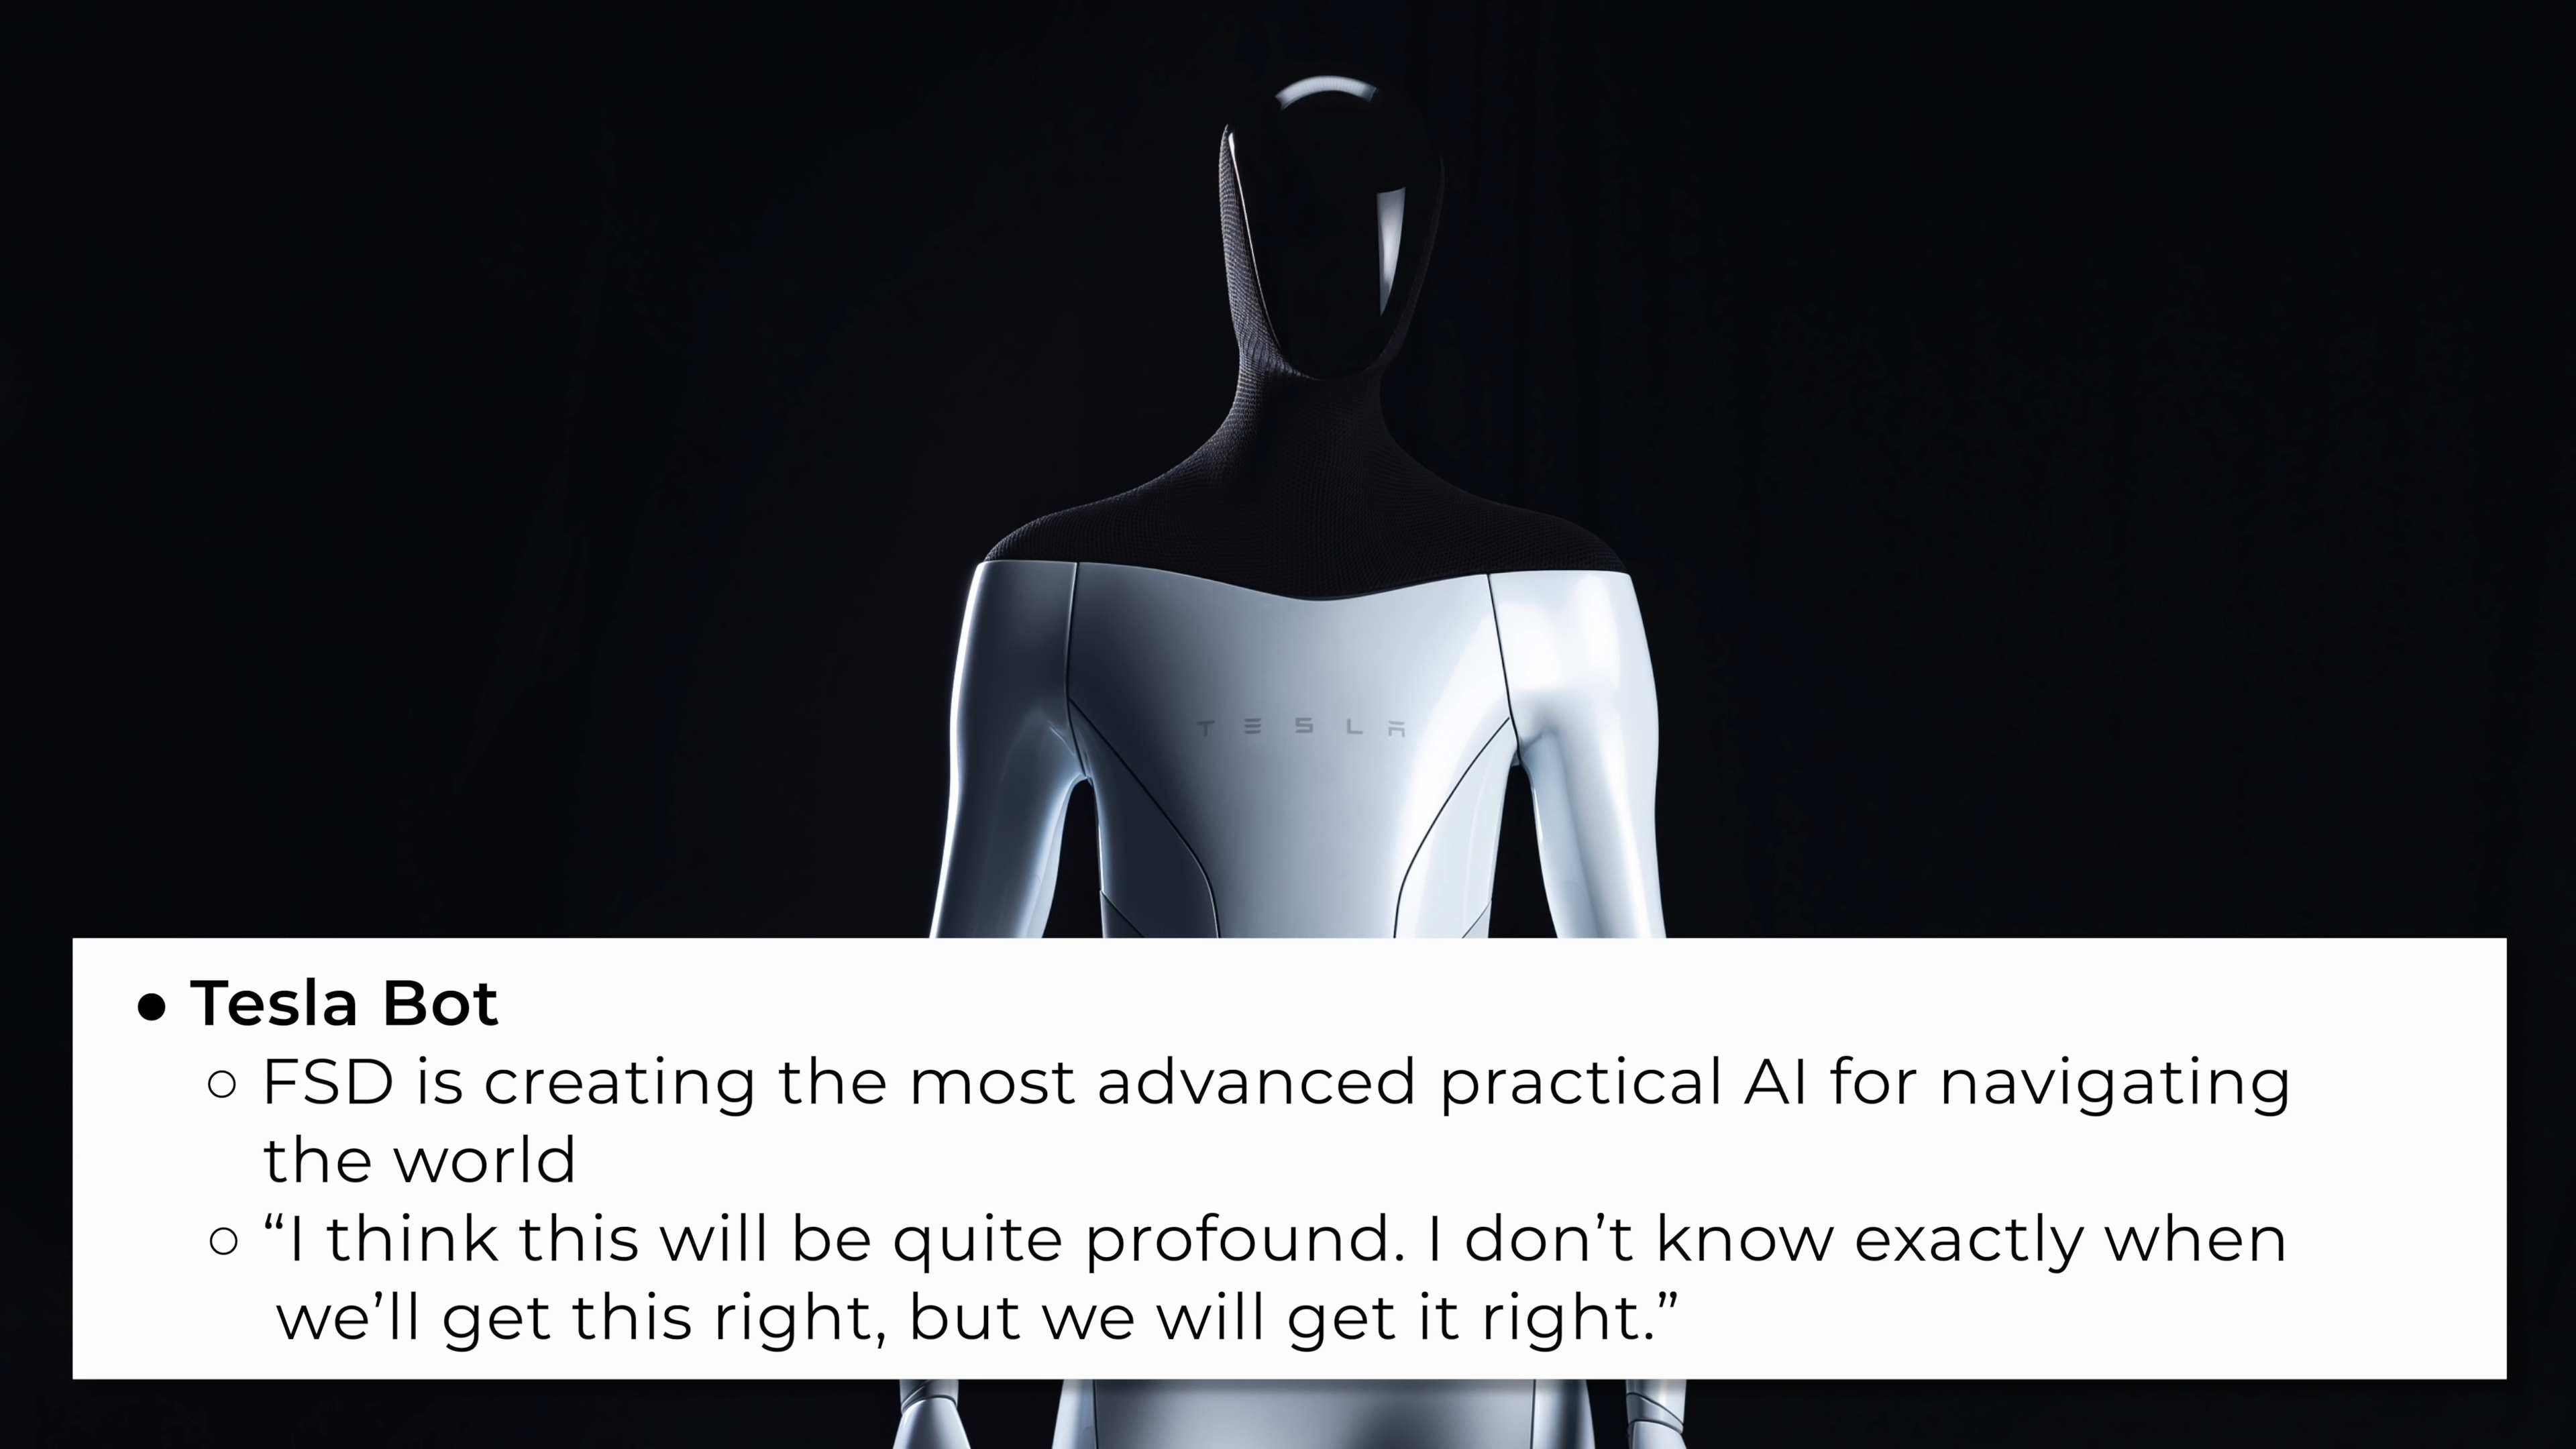 TESLA
● Tesla Bot
○ FSD is creating the most advanced practical AI for navigating
the world
○ “I think this will be quite profound. I don’t know exactly when
we’ll get this right, but we will get it right.”